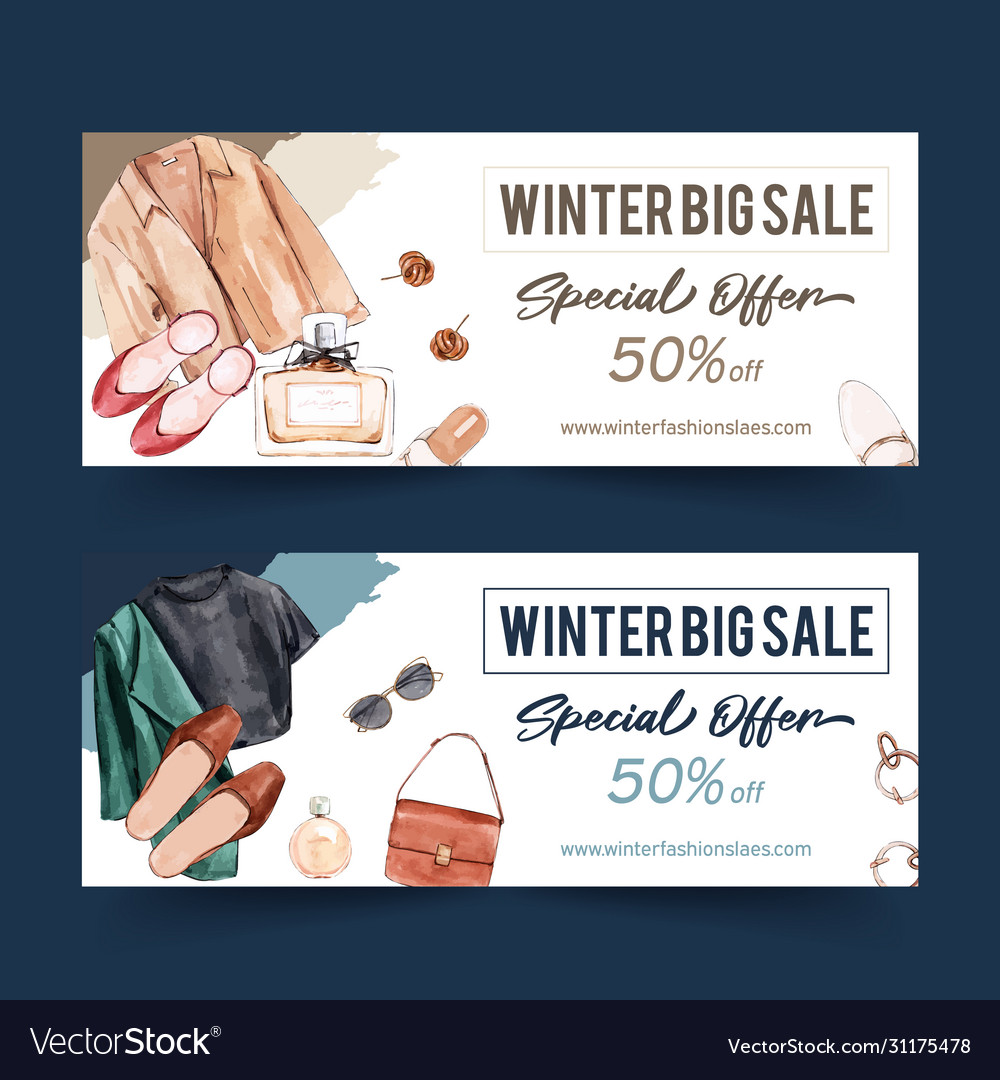 WINTER BIG SALE
Special Offer
50% off
www.winterfashionslaes.com
WINTER BIG SALE
Special Offer
50% off
www.winterfashionslaes.com
VectorStock®
VectorStock.com/31175478